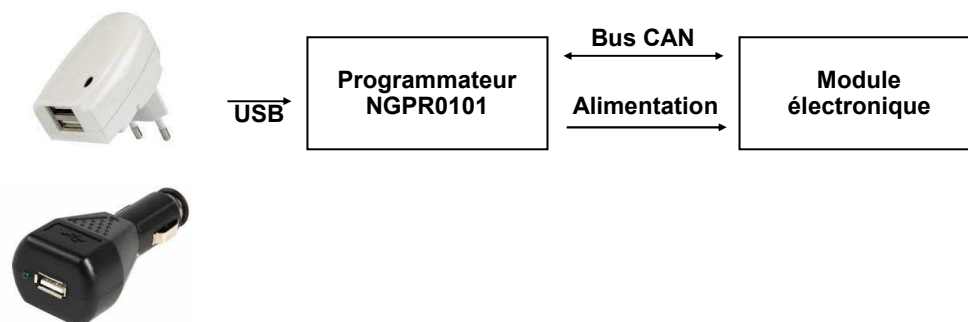 USB
Programmateur
NGPR0101
Bus CAN
Alimentation
Module
électronique